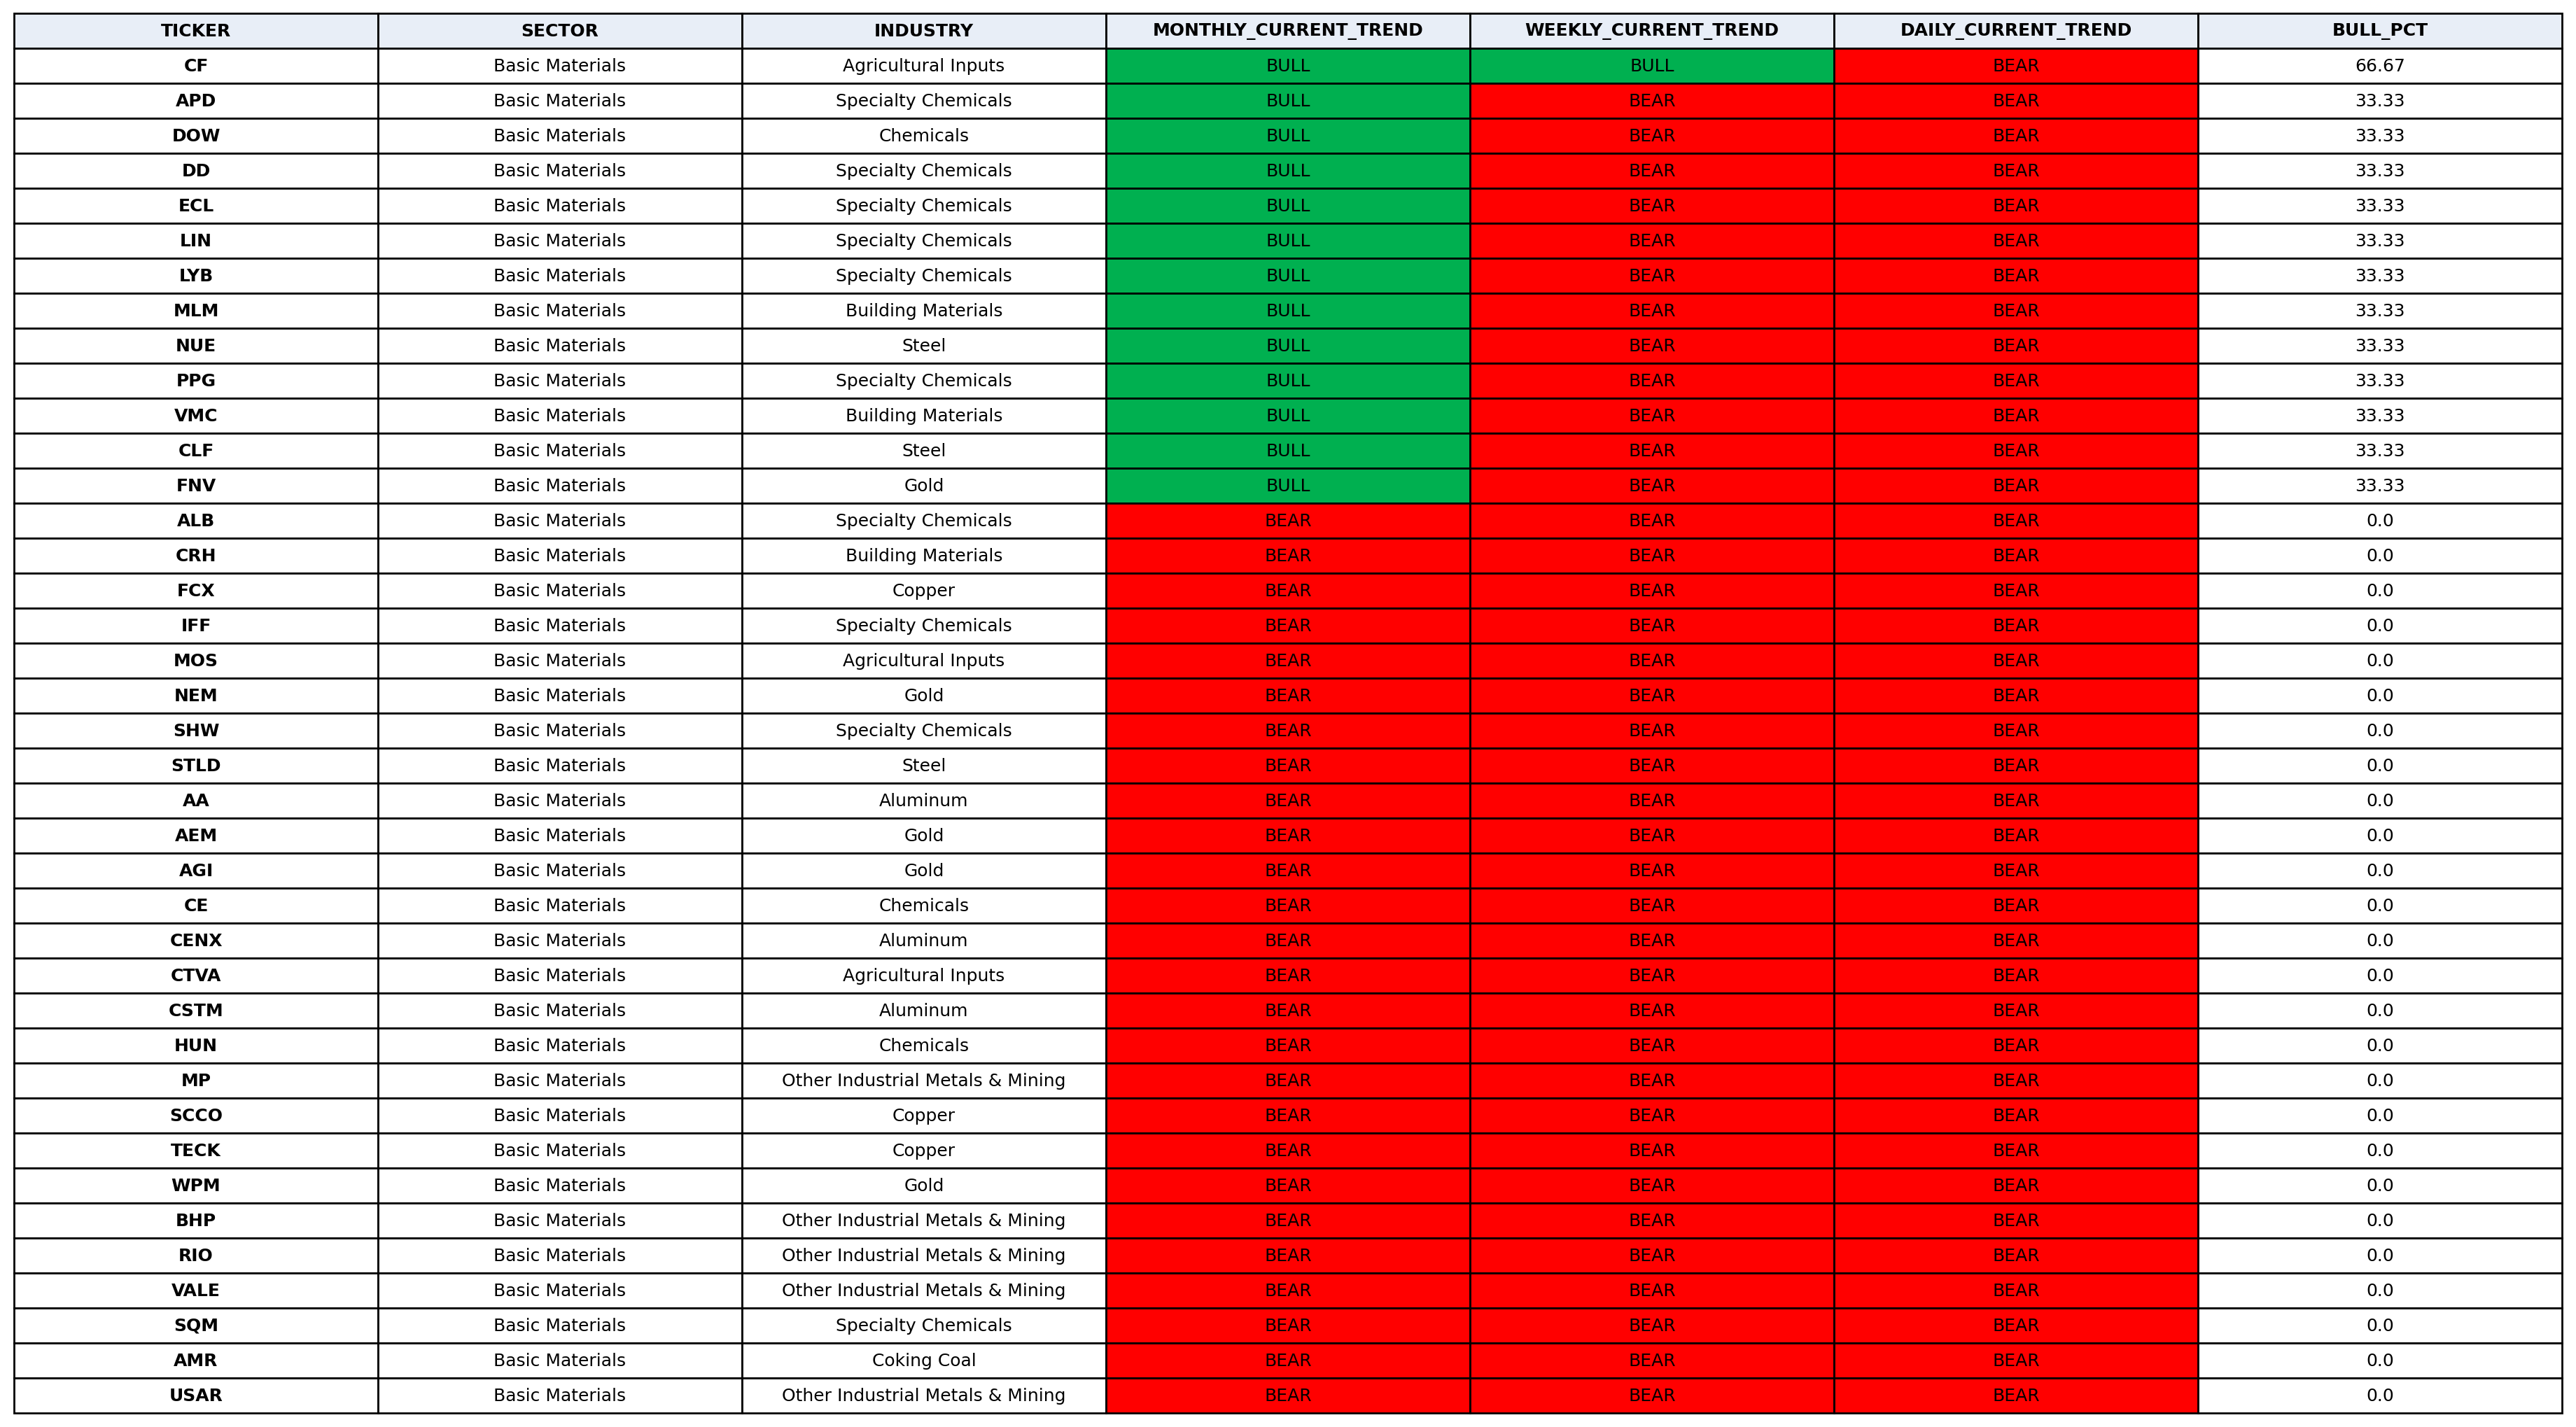 TICKER SECTOR INDUSTRY MONTHLY_CURRENT_TREND WEEKLY_CURRENT_TREND DAILY_CURRENT_TREND BULL_PCT
CF Basic Materials Agricultural Inputs BULL BULL BEAR 66.67
APD Basic Materials Specialty Chemicals BULL BEAR BEAR 33.33
DOW Basic Materials Chemicals BULL BEAR BEAR 33.33
DD Basic Materials Specialty Chemicals BULL BEAR BEAR 33.33
ECL Basic Materials Specialty Chemicals BULL BEAR BEAR 33.33
LIN Basic Materials Specialty Chemicals BULL BEAR BEAR 33.33
LYB Basic Materials Specialty Chemicals BULL BEAR BEAR 33.33
MLM Basic Materials Building Materials BULL BEAR BEAR 33.33
NUE Basic Materials Steel BULL BEAR BEAR 33.33
PPG Basic Materials Specialty Chemicals BULL BEAR BEAR 33.33
VMC Basic Materials Building Materials BULL BEAR BEAR 33.33
CLF Basic Materials Steel BULL BEAR BEAR 33.33
FNV Basic Materials Gold BULL BEAR BEAR 33.33
ALB Basic Materials Specialty Chemicals BEAR BEAR BEAR 0.0
CRH Basic Materials Building Materials BEAR BEAR BEAR 0.0
FCX Basic Materials Copper BEAR BEAR BEAR 0.0
IFF Basic Materials Specialty Chemicals BEAR BEAR BEAR 0.0
MOS Basic Materials Agricultural Inputs BEAR BEAR BEAR 0.0
NEM Basic Materials Gold BEAR BEAR BEAR 0.0
SHW Basic Materials Specialty Chemicals BEAR BEAR BEAR 0.0
STLD Basic Materials Steel BEAR BEAR BEAR 0.0
AA Basic Materials Aluminum BEAR BEAR BEAR 0.0
AEM Basic Materials Gold BEAR BEAR BEAR 0.0
AGI Basic Materials Gold BEAR BEAR BEAR 0.0
CE Basic Materials Chemicals BEAR BEAR BEAR 0.0
CENX Basic Materials Aluminum BEAR BEAR BEAR 0.0
CTVA Basic Materials Agricultural Inputs BEAR BEAR BEAR 0.0
CSTM Basic Materials Aluminum BEAR BEAR BEAR 0.0
HUN Basic Materials Chemicals BEAR BEAR BEAR 0.0
MP Basic Materials Other Industrial Metals & Mining BEAR BEAR BEAR 0.0
SCCO Basic Materials Copper BEAR BEAR BEAR 0.0
TECK Basic Materials Copper BEAR BEAR BEAR 0.0
WPM Basic Materials Gold BEAR BEAR BEAR 0.0
BHP Basic Materials Other Industrial Metals & Mining BEAR BEAR BEAR 0.0
RIO Basic Materials Other Industrial Metals & Mining BEAR BEAR BEAR 0.0
VALE Basic Materials Other Industrial Metals & Mining BEAR BEAR BEAR 0.0
SQM Basic Materials Specialty Chemicals BEAR BEAR BEAR 0.0
AMR Basic Materials Coking Coal BEAR BEAR BEAR 0.0
USAR Basic Materials Other Industrial Metals & Mining BEAR BEAR BEAR 0.0